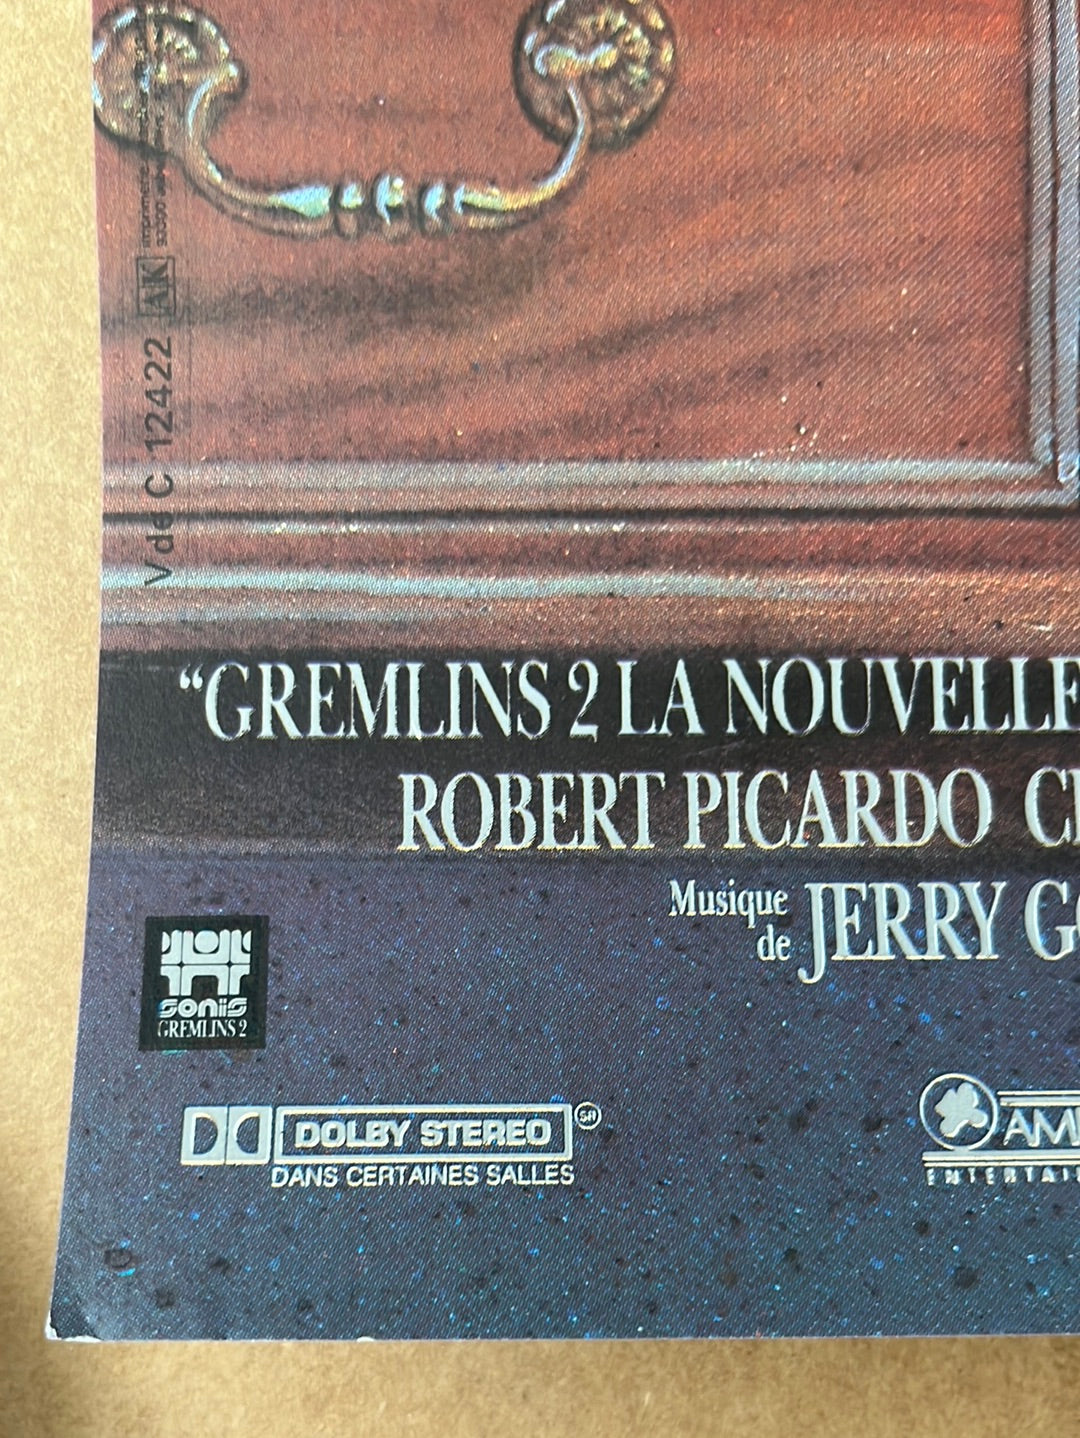 V de C 12422 AK
"GREMLINS 2 LA NOUVELLE
ROBERT PICARDO
Musique
de JERRY
SONIS
GREMLINS 2
DOLBY STEREO SR
DANS CERTAINES SALLES